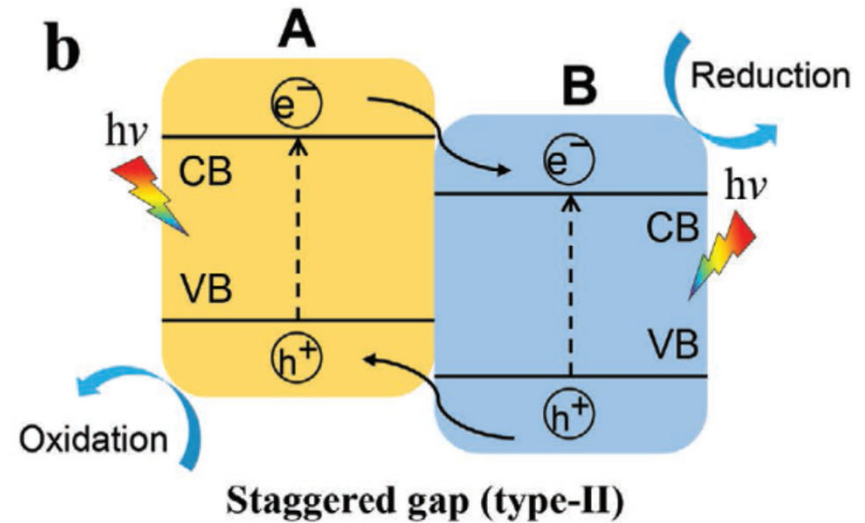 b
A
B
Reduction
e⁻
e⁻
hν
hν
CB
CB
VB
VB
h⁺
h⁺
Oxidation
Staggered gap (type-II)